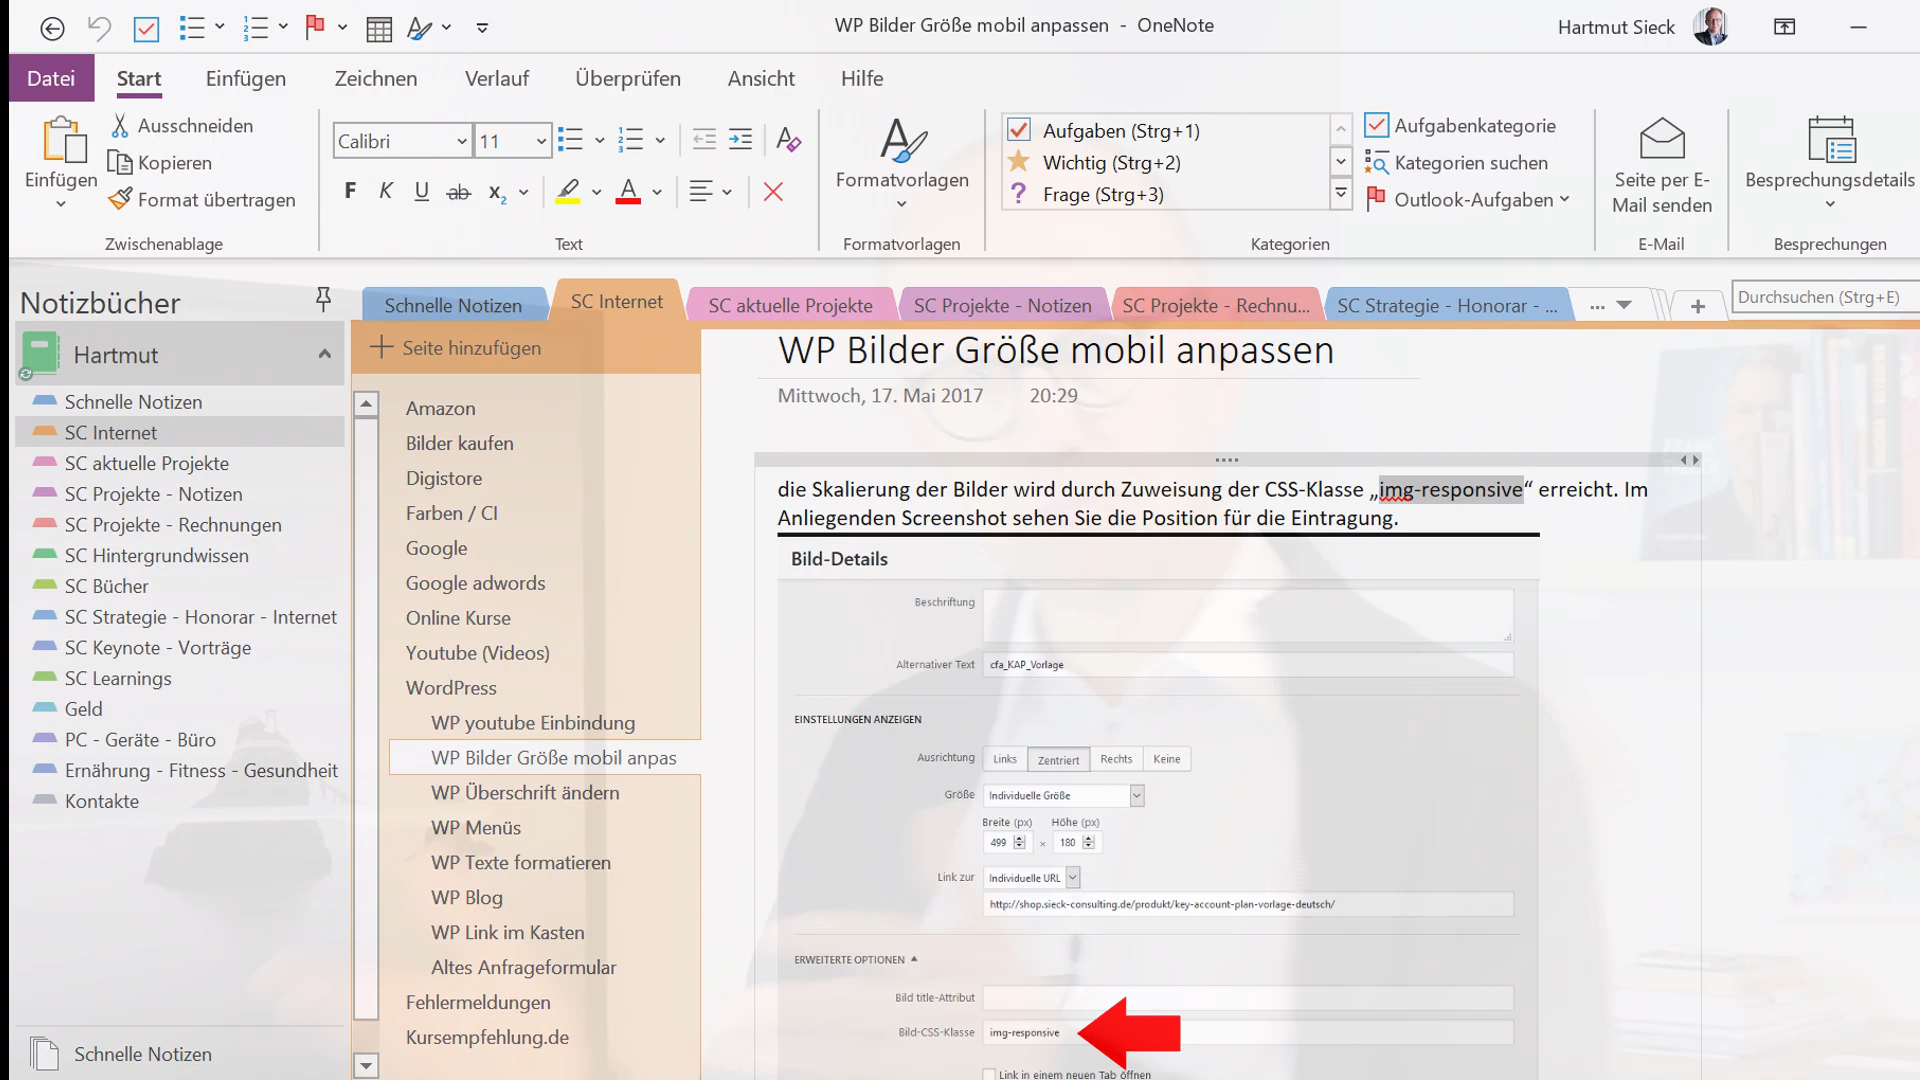 WP Bilder Größe mobil anpassen - OneNote
Hartmut Sieck
Datei Start Einfügen Zeichnen Verlauf Überprüfen Ansicht Hilfe
Einfügen
Ausschneiden
Kopieren
Format übertragen
Zwischenablage
Calibri 11
F K U ab x₂ A
Text
Formatvorlagen
Formatvorlagen
Aufgaben (Strg+1)
Wichtig (Strg+2)
Frage (Strg+3)
Aufgabenkategorie
Kategorien suchen
Outlook-Aufgaben
Kategorien
Seite per E-
Mail senden
E-Mail
Besprechungsdetails
Besprechungen
Notizbücher
Hartmut
Schnelle Notizen
SC Internet
SC aktuelle Projekte
SC Projekte - Notizen
SC Projekte - Rechnungen
SC Hintergrundwissen
SC Bücher
SC Strategie - Honorar - Internet
SC Keynote - Vorträge
SC Learnings
Geld
PC - Geräte - Büro
Ernährung - Fitness - Gesundheit
Kontakte
Schnelle Notizen
Schnelle Notizen SC Internet SC aktuelle Projekte SC Projekte - Notizen SC Projekte - Rechnu... SC Strategie - Honorar - ... ... + Durchsuchen (Strg+E)
Seite hinzufügen
Amazon
Bilder kaufen
Digistore
Farben / CI
Google
Google adwords
Online Kurse
Youtube (Videos)
WordPress
WP youtube Einbindung
WP Bilder Größe mobil anpas
WP Überschrift ändern
WP Menüs
WP Texte formatieren
WP Blog
WP Link im Kasten
Altes Anfrageformular
Fehlermeldungen
Kursempfehlung.de
WP Bilder Größe mobil anpassen
Mittwoch, 17. Mai 2017 20:29
die Skalierung der Bilder wird durch Zuweisung der CSS-Klasse „img-responsive“ erreicht. Im
Anliegenden Screenshot sehen Sie die Position für die Eintragung.
Bild-Details
Beschriftung
Alternativer Text cfa_KAP_Vorlage
EINSTELLUNGEN ANZEIGEN
Ausrichtung Links Zentriert Rechts Keine
Größe Individuelle Größe
Breite (px) Höhe (px)
499 × 180
Link zur Individuelle URL
http://shop.sieck-consulting.de/produkt/key-account-plan-vorlage-deutsch/
ERWEITERTE OPTIONEN
Bild title-Attribut
Bild-CSS-Klasse img-responsive
Link in einem neuen Tab öffnen